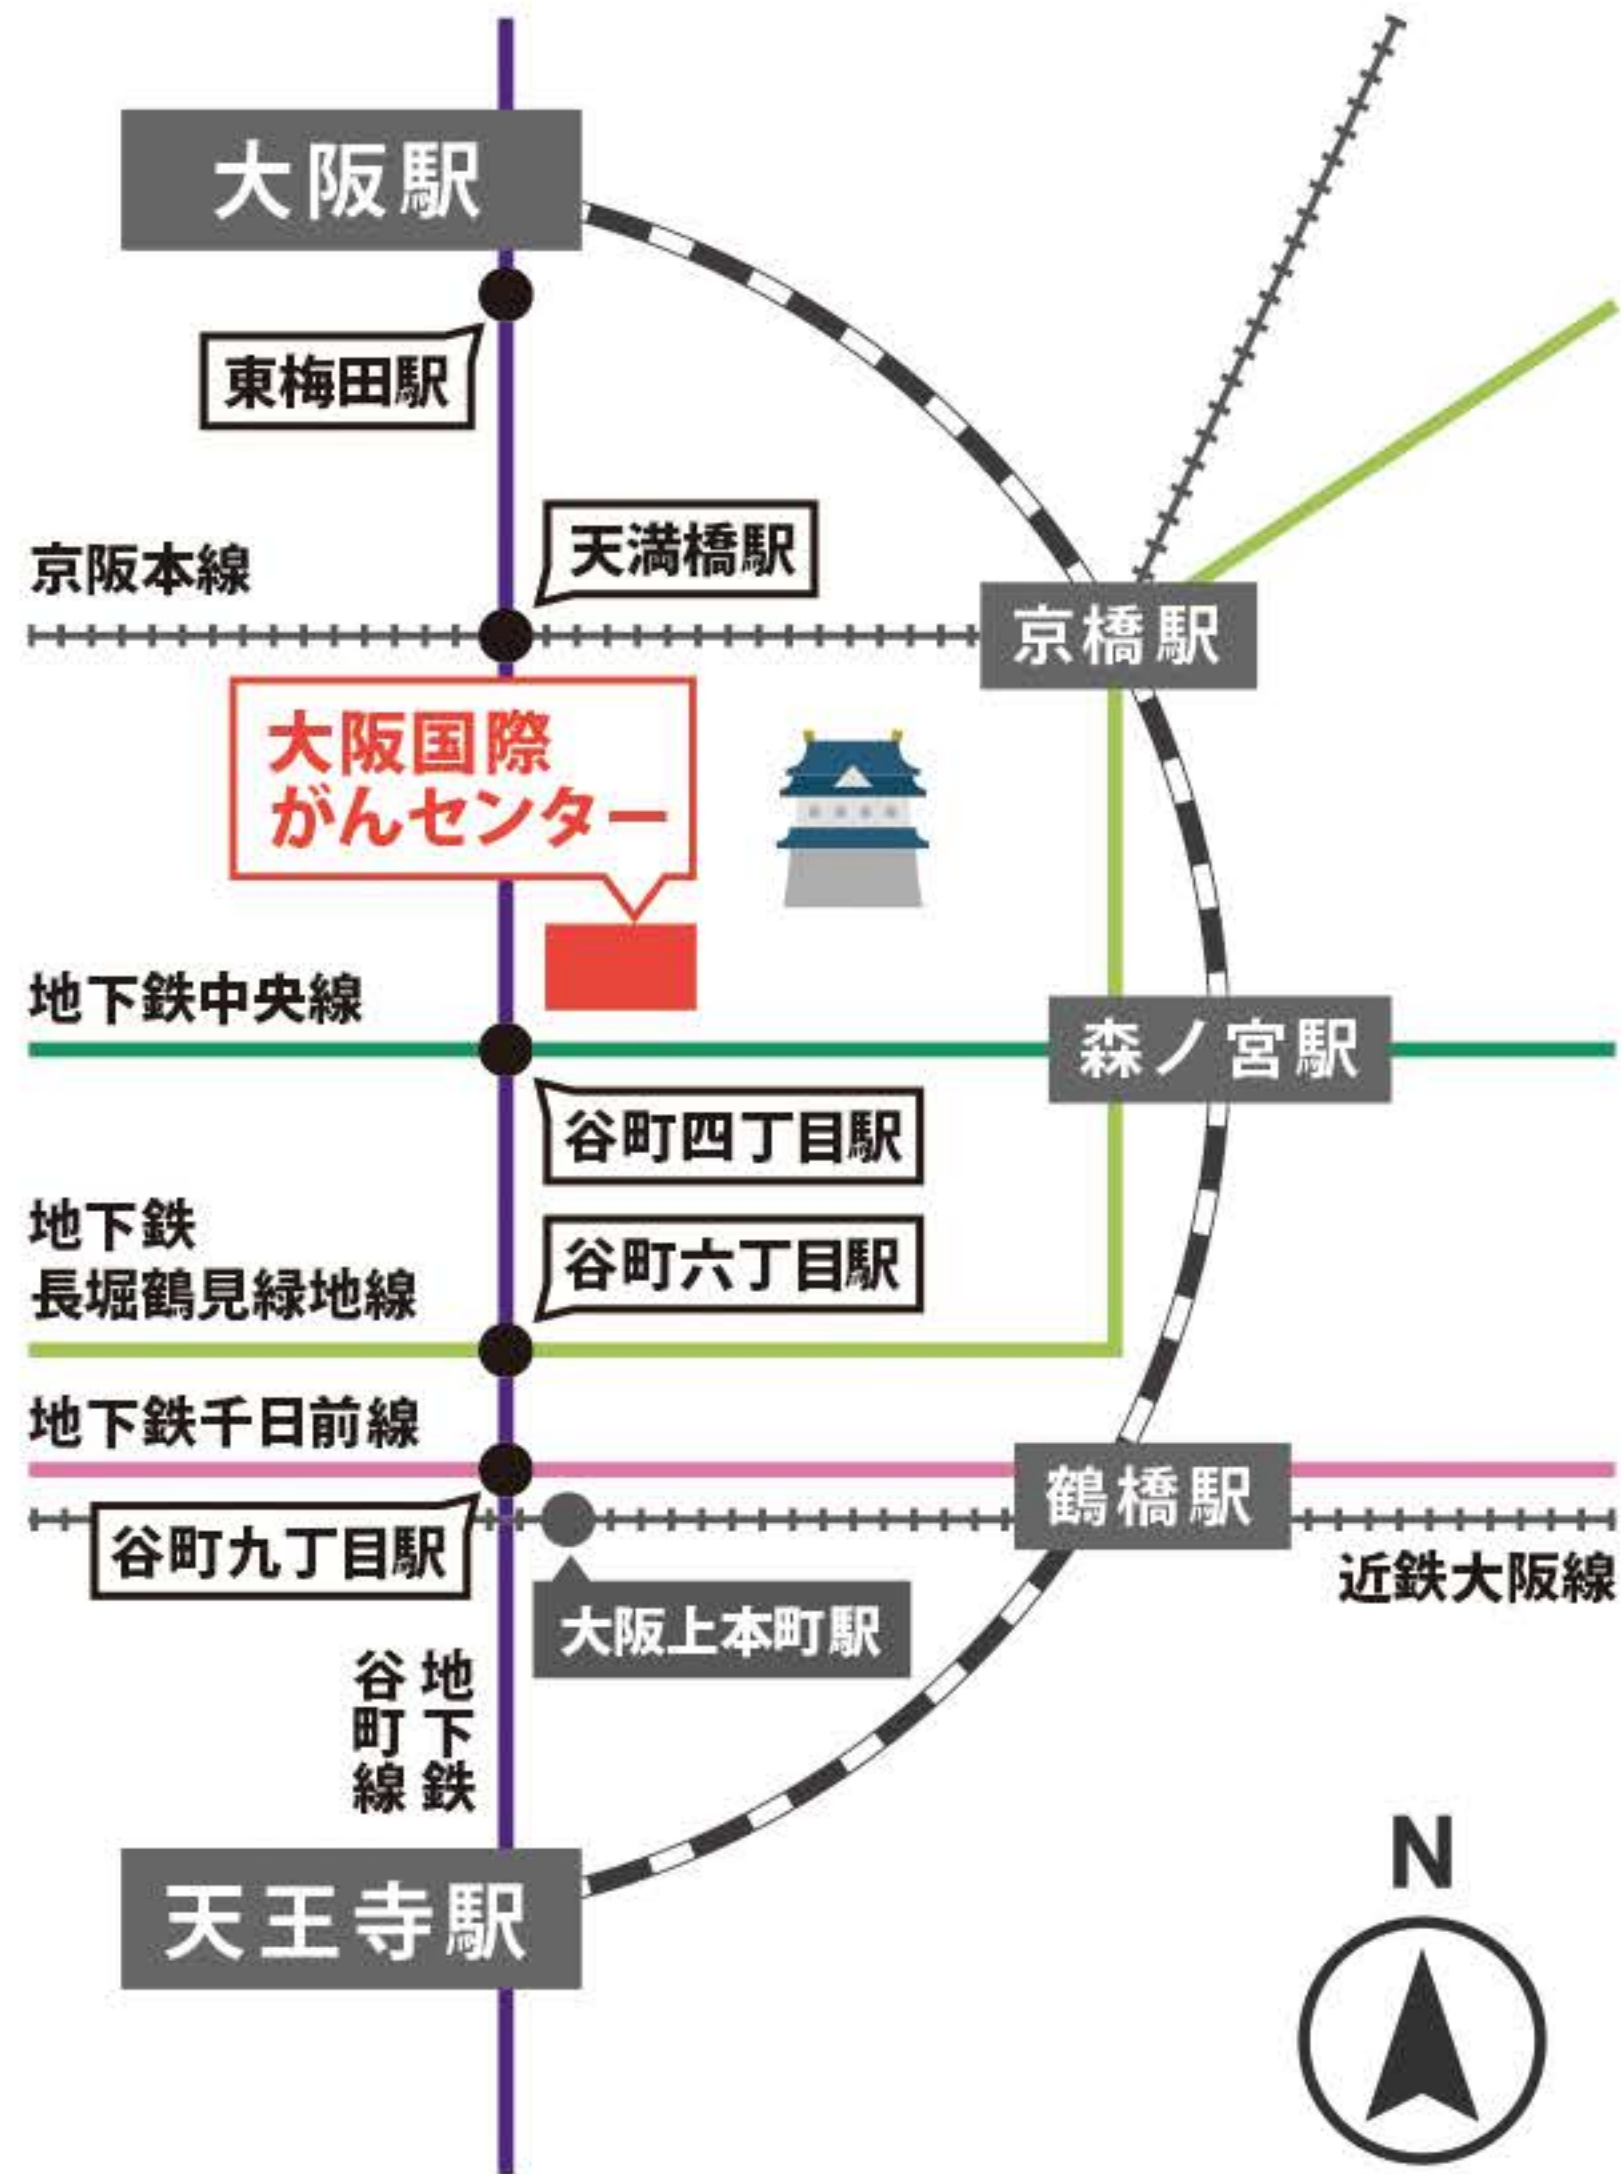 大阪駅
東梅田駅
天満橋駅
京阪本線
京橋駅
大阪国際
がんセンター
地下鉄中央線
森ノ宮駅
谷町四丁目駅
地下鉄
長堀鶴見緑地線
谷町六丁目駅
地下鉄千日前線
鶴橋駅
谷町九丁目駅
近鉄大阪線
大阪上本町駅
地下鉄
谷町線
天王寺駅
N